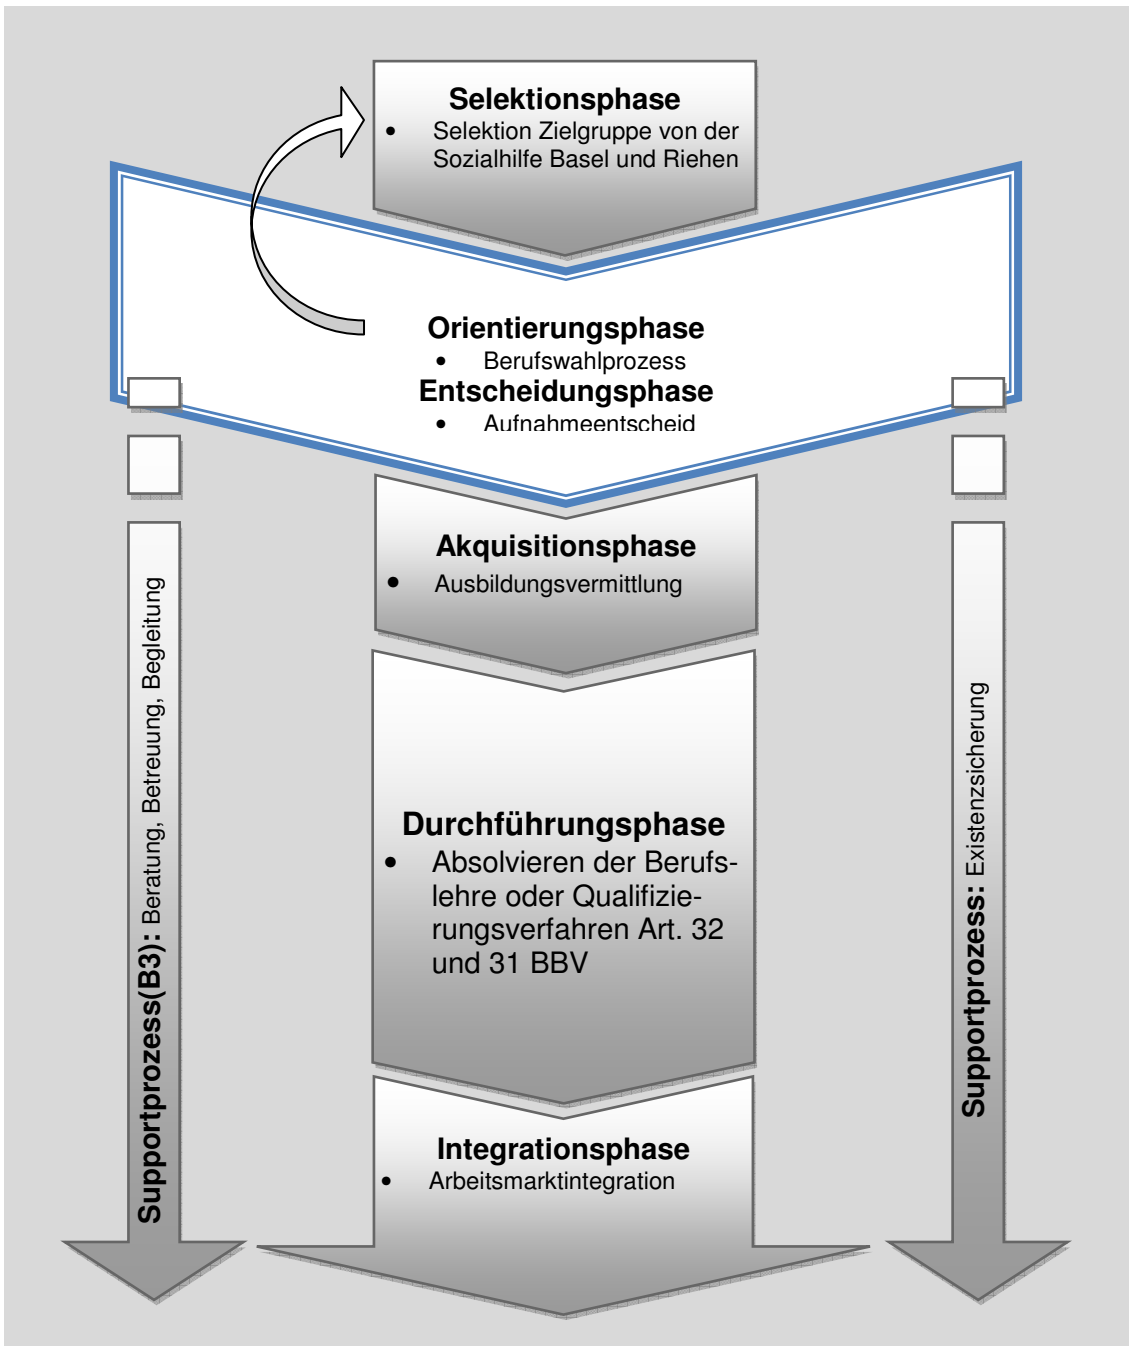 Selektionsphase
• Selektion Zielgruppe von der
Sozialhilfe Basel und Riehen
Orientierungsphase
• Berufswahlprozess
Entscheidungsphase
• Aufnahmeentscheid
Akquisitionsphase
• Ausbildungsvermittlung
Durchführungsphase
• Absolvieren der Berufs-
lehre oder Qualifizie-
rungsverfahren Art. 32
und 31 BBV
Integrationsphase
• Arbeitsmarktintegration
Supportprozess(B3): Beratung, Betreuung, Begleitung
Supportprozess: Existenzsicherung